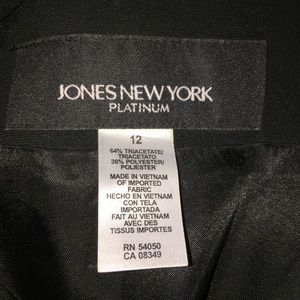 JONES NEW YORK
PLATINUM
12
64% TRIACETATE/
TRIACETATO
36% POLYESTER/
POLIESTER
MADE IN VIETNAM
OF IMPORTED
FABRIC
HECHO EN VIETNAM
CON TELA
IMPORTADA
FAIT AU VIETNAM
AVEC DES
TISSUS IMPORTES
RN 54050
CA 08349